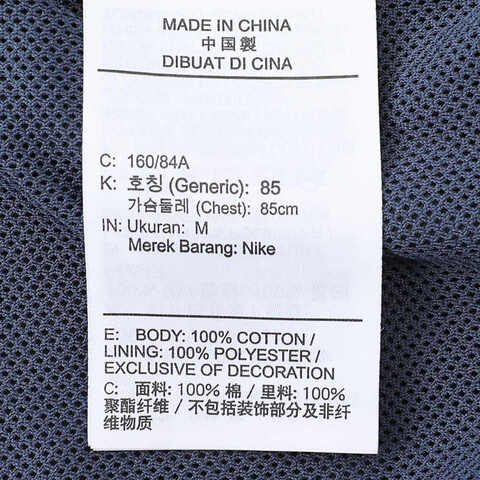 MADE IN CHINA
中国製
DIBUAT DI CINA
C: 160/84A
K: 호칭 (Generic): 85
가슴둘레 (Chest): 85cm
IN: Ukuran: M
Merek Barang: Nike
E: BODY: 100% COTTON /
LINING: 100% POLYESTER /
EXCLUSIVE OF DECORATION
C: 面料: 100% 棉 / 里料: 100%
聚酯纤维 / 不包括装饰部分及非纤
维物质